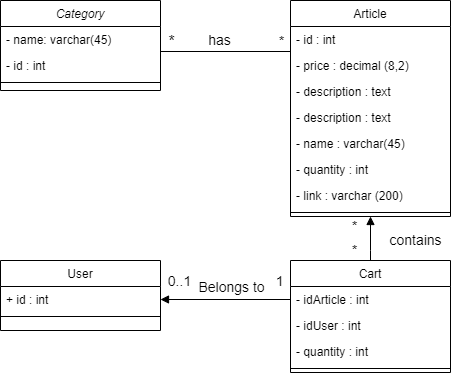 Category
- name: varchar(45)
- id : int
* has *
Article
- id : int
- price : decimal (8,2)
- description : text
- description : text
- name : varchar(45)
- quantity : int
- link : varchar (200)
*
* contains
User
+ id : int
0..1 Belongs to 1
Cart
- idArticle : int
- idUser : int
- quantity : int